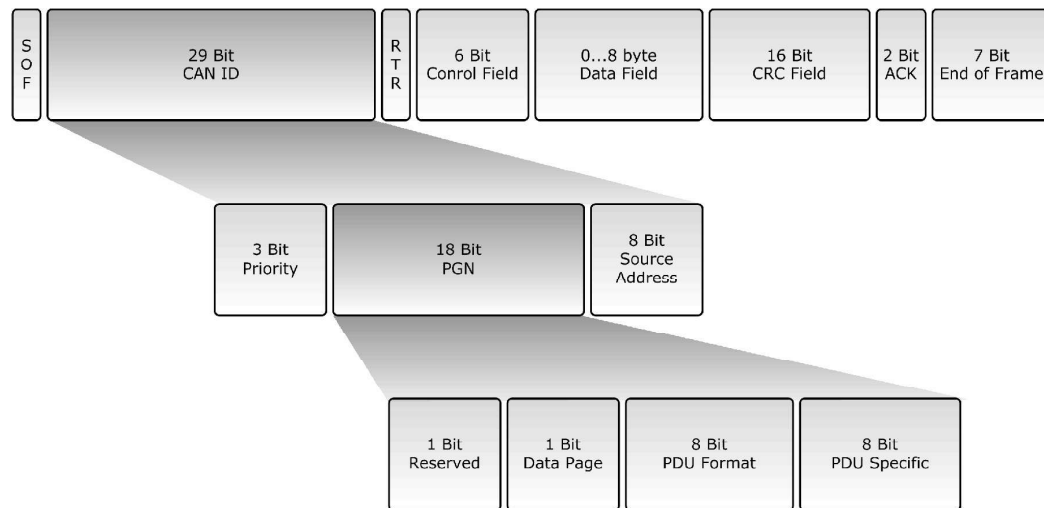 SOF
29 Bit
CAN ID
RTR
6 Bit
Conrol Field
0...8 byte
Data Field
16 Bit
CRC Field
2 Bit
ACK
7 Bit
End of Frame
3 Bit
Priority
18 Bit
PGN
8 Bit
Source
Address
1 Bit
Reserved
1 Bit
Data Page
8 Bit
PDU Format
8 Bit
PDU Specific